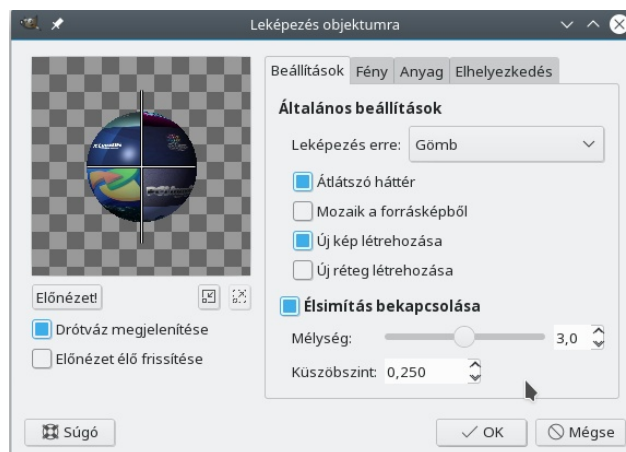 Leképezés objektumra
Beállítások Fény Anyag Elhelyezkedés
Általános beállítások
Leképezés erre: Gömb
Átlátszó háttér
Mozaik a forrásképből
Új kép létrehozása
Új réteg létrehozása
Előnézet!
Élsimítás bekapcsolása
Drótváz megjelenítése
Mélység: 3,0
Előnézet élő frissítése
Küszöbszint: 0,250
Súgó
OK
Mégse